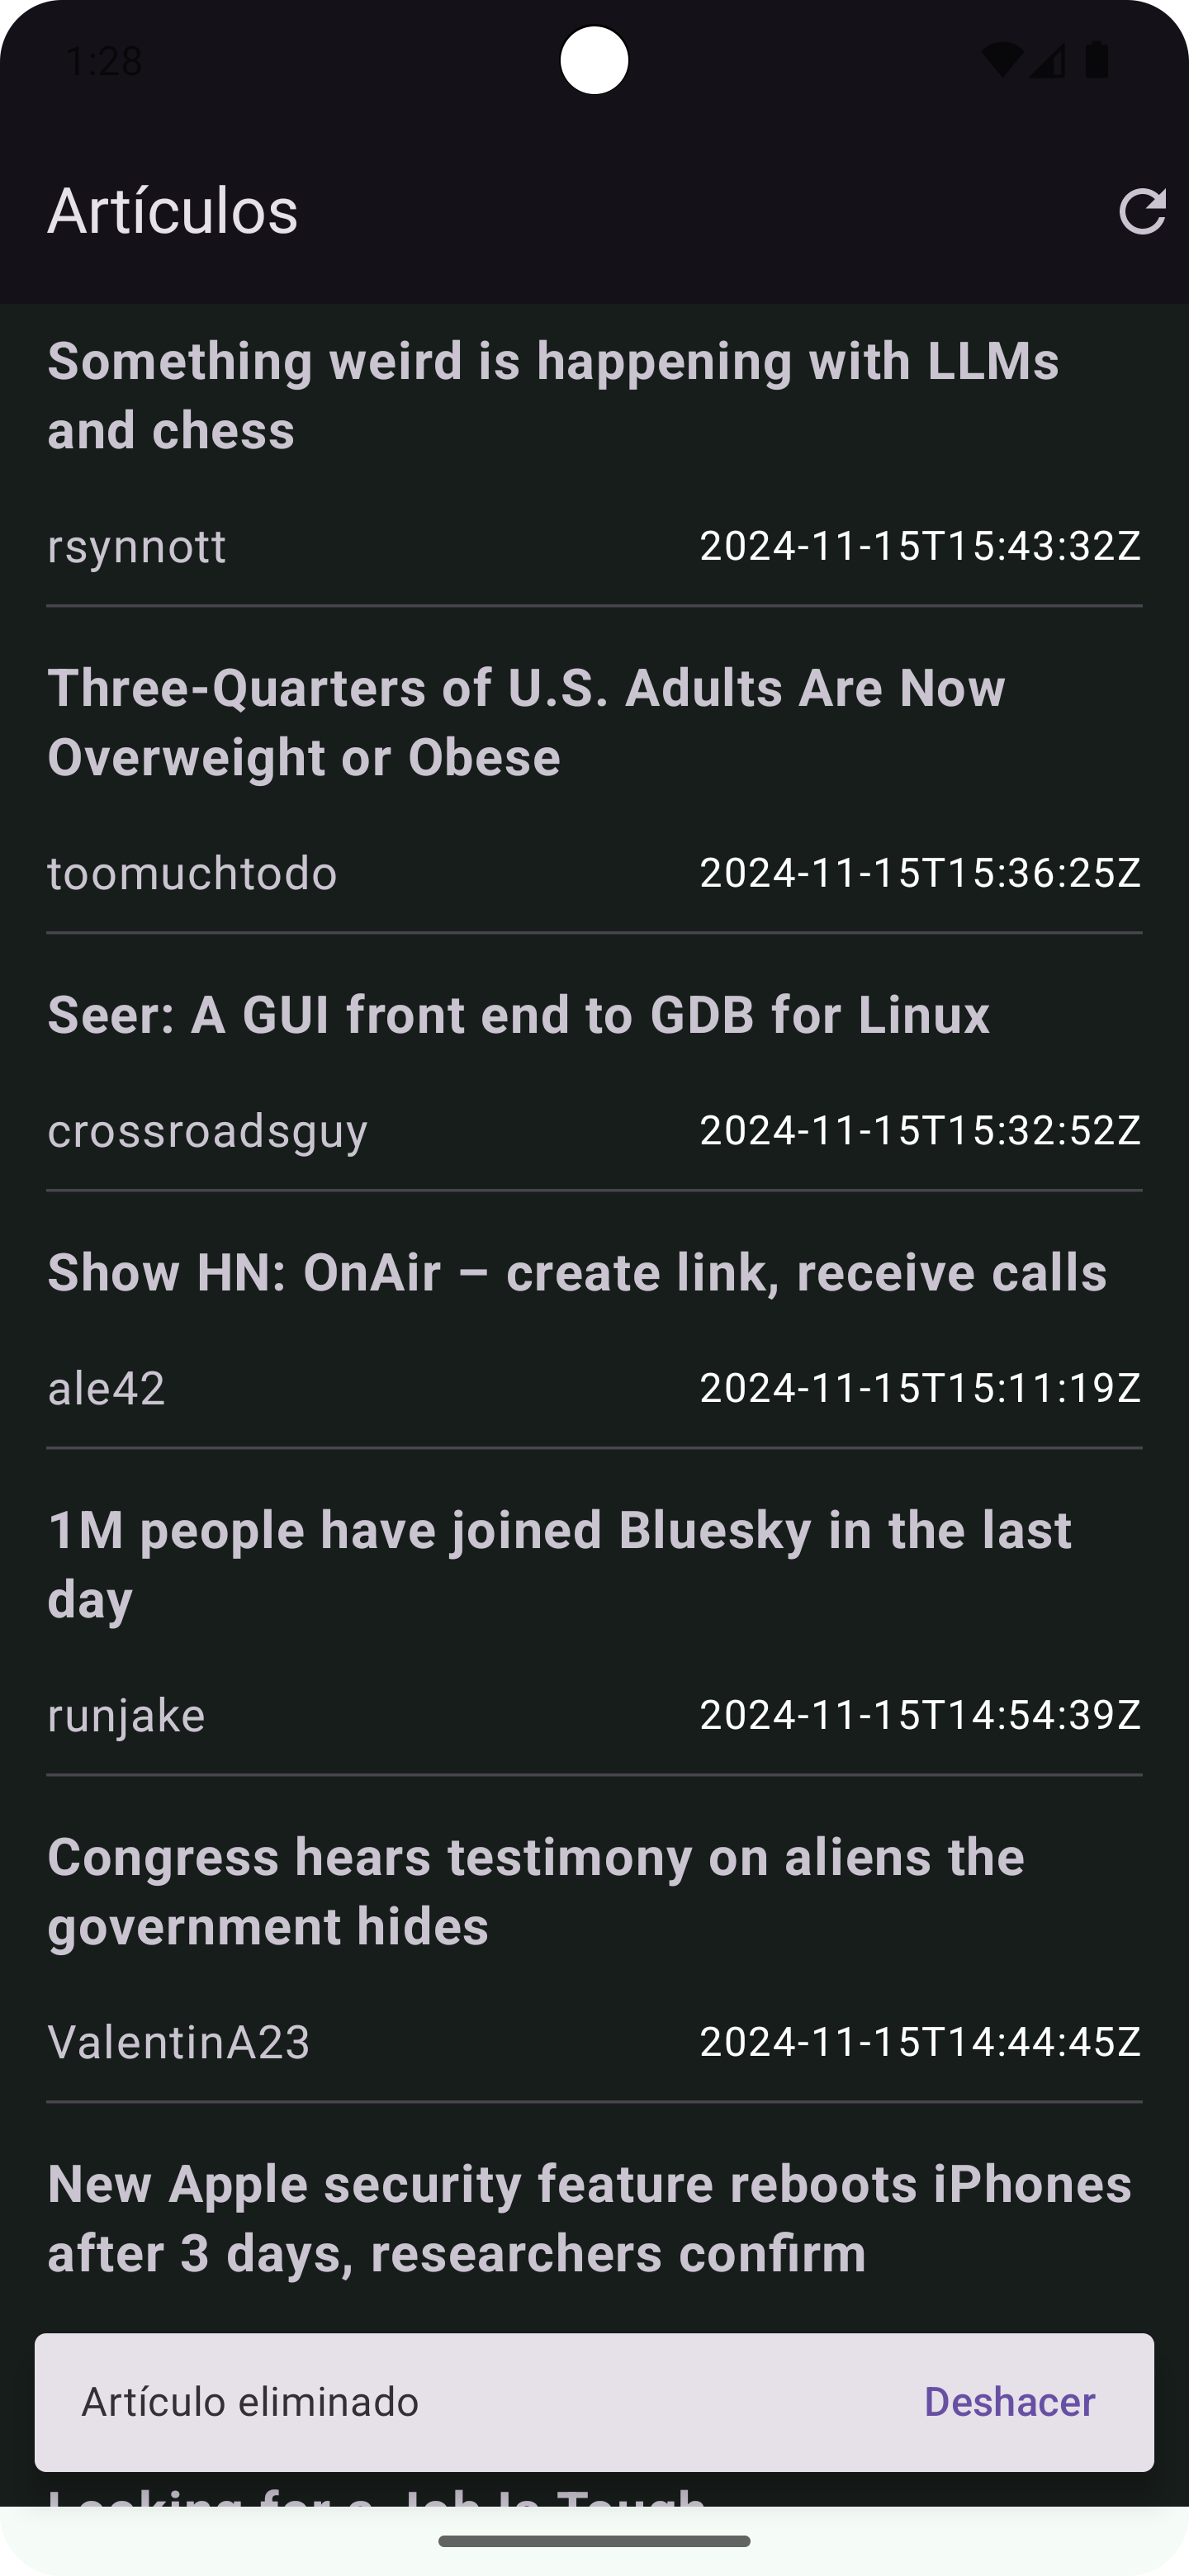 1:28
Artículos
Something weird is happening with LLMs
and chess
rsynnott 2024-11-15T15:43:32Z
Three-Quarters of U.S. Adults Are Now
Overweight or Obese
toomuchtodo 2024-11-15T15:36:25Z
Seer: A GUI front end to GDB for Linux
crossroadsguy 2024-11-15T15:32:52Z
Show HN: OnAir – create link, receive calls
ale42 2024-11-15T15:11:19Z
1M people have joined Bluesky in the last
day
runjake 2024-11-15T14:54:39Z
Congress hears testimony on aliens the
government hides
ValentinA23 2024-11-15T14:44:45Z
New Apple security feature reboots iPhones
after 3 days, researchers confirm
Artículo eliminado Deshacer
Looking for a Job Is Tough